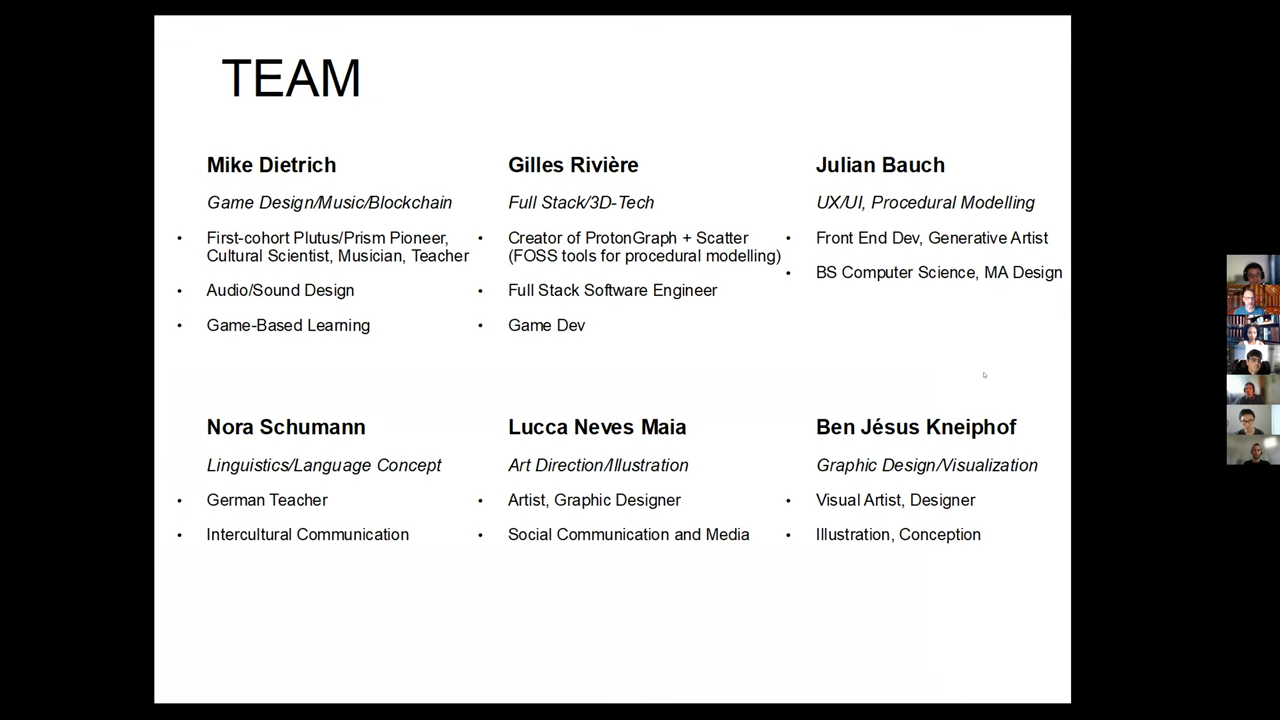 TEAM
Mike Dietrich
Game Design/Music/Blockchain
• First-cohort Plutus/Prism Pioneer,
Cultural Scientist, Musician, Teacher
• Audio/Sound Design
• Game-Based Learning
Gilles Rivière
Full Stack/3D-Tech
• Creator of ProtonGraph + Scatter
(FOSS tools for procedural modelling)
• Full Stack Software Engineer
• Game Dev
Julian Bauch
UX/UI, Procedural Modelling
• Front End Dev, Generative Artist
• BS Computer Science, MA Design
Nora Schumann
Linguistics/Language Concept
• German Teacher
• Intercultural Communication
Lucca Neves Maia
Art Direction/Illustration
• Artist, Graphic Designer
• Social Communication and Media
Ben Jésus Kneiphof
Graphic Design/Visualization
• Visual Artist, Designer
• Illustration, Conception